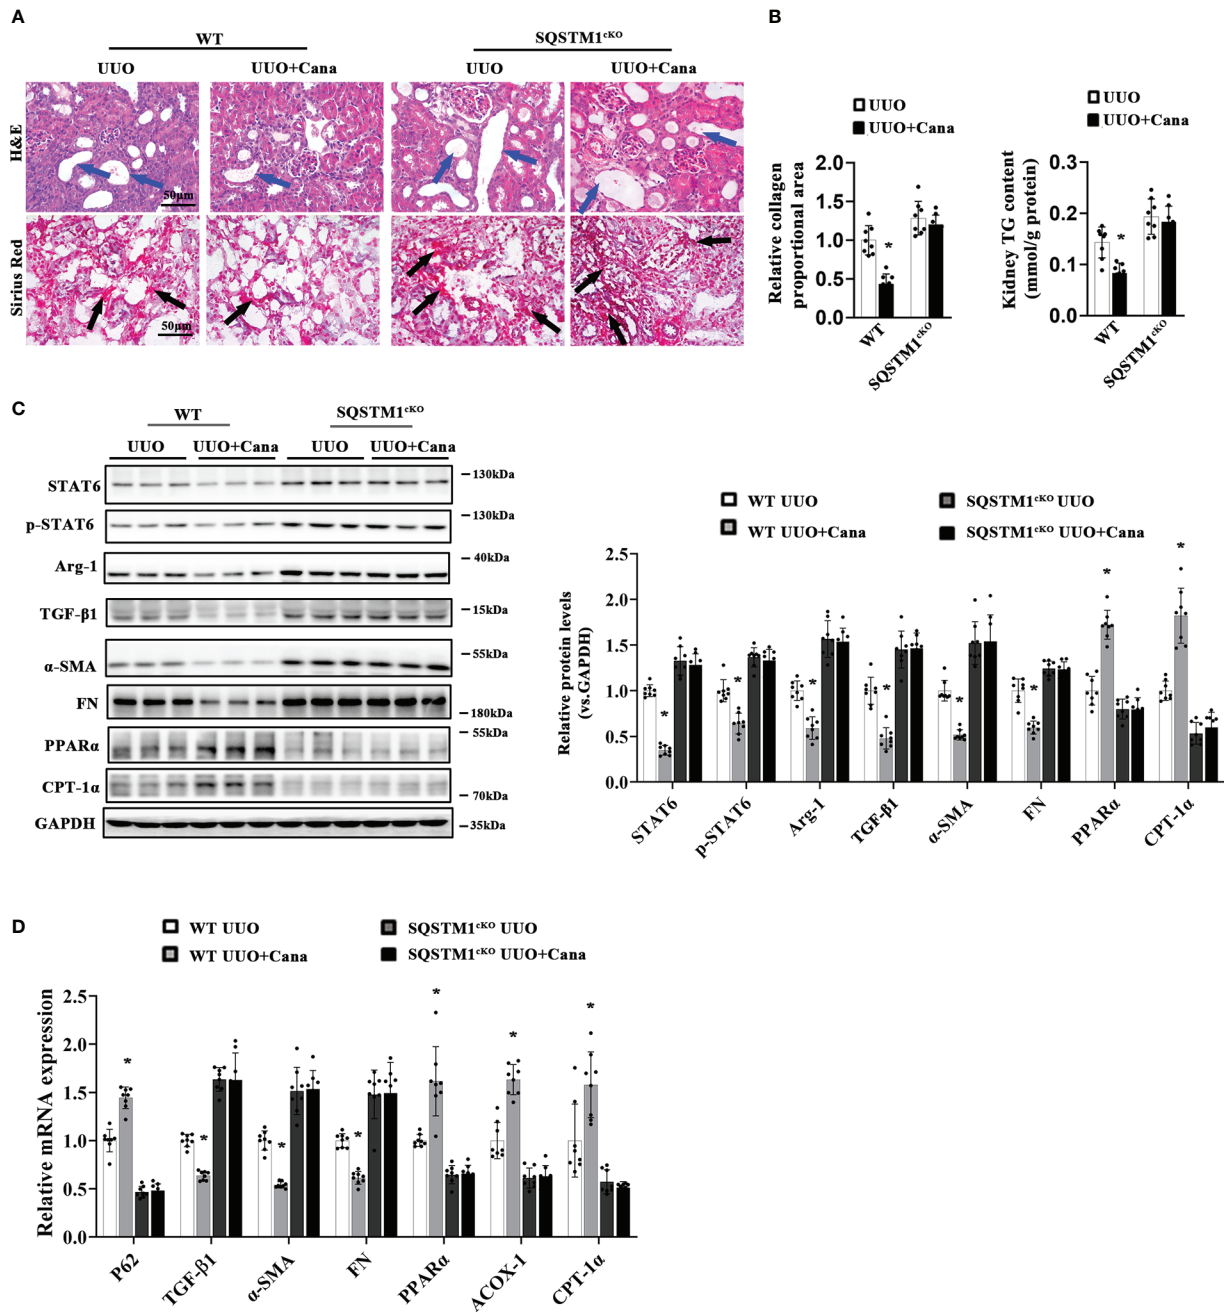 A
WT
SQSTM1cKO
UUO
UUO+Cana
UUO
UUO+Cana
H&E
50μm
Sirius Red
50μm
B
UUO
UUO+Cana
Relative collagen
proportional area
2.0
1.5
1.0
0.5
0.0
*
WT
SQSTM1cKO
UUO
UUO+Cana
Kidney TG content
(mmol/g protein)
0.3
0.2
0.1
0.0
*
WT
SQSTM1cKO
C
WT
SQSTM1cKO
UUO
UUO+Cana
UUO
UUO+Cana
STAT6
130kDa
p-STAT6
130kDa
Arg-1
40kDa
TGF-β1
15kDa
α-SMA
55kDa
FN
180kDa
PPARα
55kDa
CPT-1α
70kDa
GAPDH
35kDa
WT UUO
SQSTM1cKO UUO
WT UUO+Cana
SQSTM1cKO UUO+Cana
Relative protein levels
(vs.GAPDH)
2.5
2.0
1.5
1.0
0.5
0.0
* * * * * * * *
STAT6
p-STAT6
Arg-1
TGF-β1
α-SMA
FN
PPARα
CPT-1α
D
WT UUO
SQSTM1cKO UUO
WT UUO+Cana
SQSTM1cKO UUO+Cana
Relative mRNA expression
2.5
2.0
1.5
1.0
0.5
0.0
* * * * * * *
P62
TGF-β1
α-SMA
FN
PPARα
ACOX-1
CPT-1α